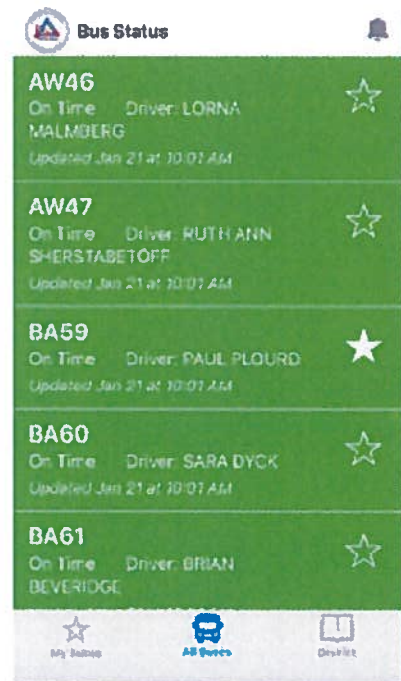 Bus Status
AW46
On Time Driver: LORNA
MALMBERG
Updated Jan 21 at 10:01 AM
AW47
On Time Driver: RUTH ANN
SHERSTABETOFF
Updated Jan 21 at 10:01 AM
BA59
On Time Driver: PAUL PLOURD
Updated Jan 21 at 10:01 AM
BA60
On Time Driver: SARA DYCK
Updated Jan 21 at 10:01 AM
BA61
On Time Driver: BRIAN
BEVERIDGE
My Buses All Buses District